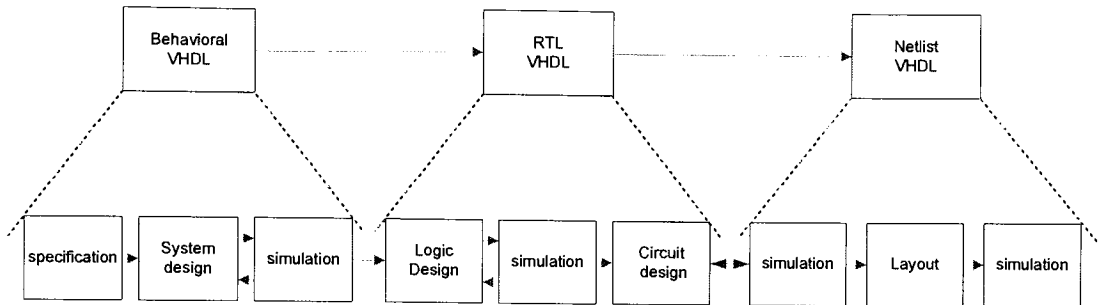 Behavioral
VHDL
RTL
VHDL
Netlist
VHDL
specification
System
design
simulation
Logic
Design
simulation
Circuit
design
simulation
Layout
simulation